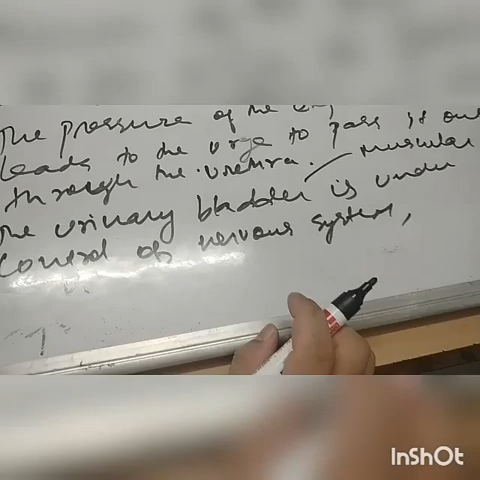 The pressure of the
leads to the urge to pass it out
through the urethra. muscular
The urinary bladder is under
control of nervous system,
InShOt